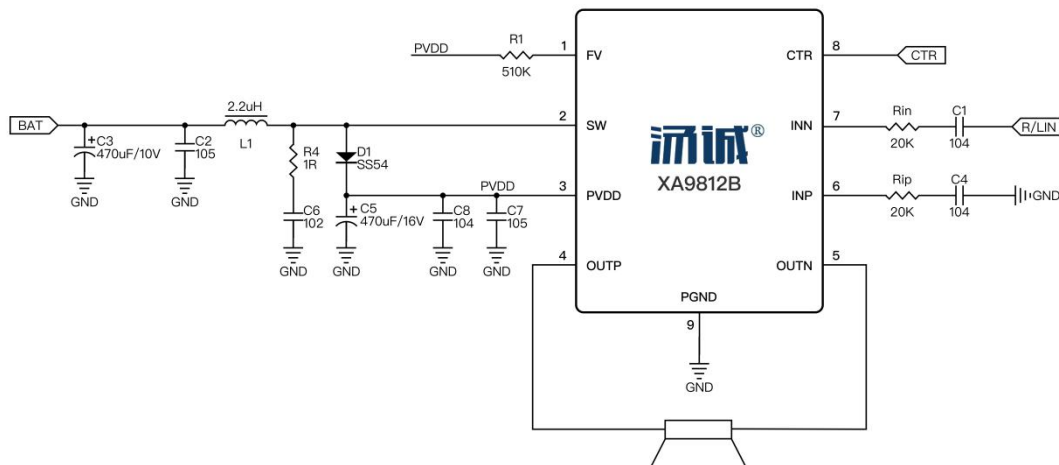 PVDD
R1
510K
1
FV
CTR
8
CTR
BAT
2.2uH
L1
2
SW
INN
7
Rin
20K
C1
104
R/LIN
C3
470uF/10V
C2
105
R4
1R
D1
SS54
汤诚®
XA9812B
GND
GND
PVDD
3
PVDD
INP
6
Rip
20K
C4
104
GND
C6
102
C5
470uF/16V
C8
104
C7
105
GND
GND
GND
GND
4
OUTP
OUTN
5
PGND
9
GND